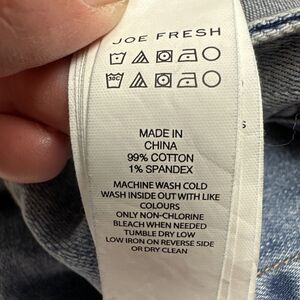 JOE FRESH
30C
MADE IN
CHINA
99% COTTON
1% SPANDEX
MACHINE WASH COLD
WASH INSIDE OUT WITH LIKE
COLOURS
ONLY NON-CHLORINE
BLEACH WHEN NEEDED
TUMBLE DRY LOW
LOW IRON ON REVERSE SIDE
OR DRY CLEAN
S